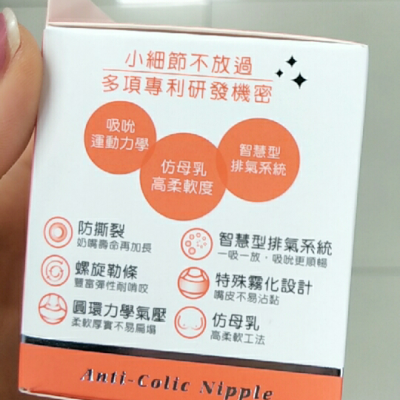 小細節不放過
多項專利研發機密
吸吮
運動力學
仿母乳
高柔軟度
智慧型
排氣系統
防撕裂
奶嘴壽命再加長
智慧型排氣系統
一吸一放，吸吮更順暢
螺旋勒條
豐富彈性耐啃咬
特殊霧化設計
嘴皮不易沾黏
圓環力學氣壓
柔軟厚實不易扁塌
仿母乳
高柔軟工法
Anti-Colic Nipple